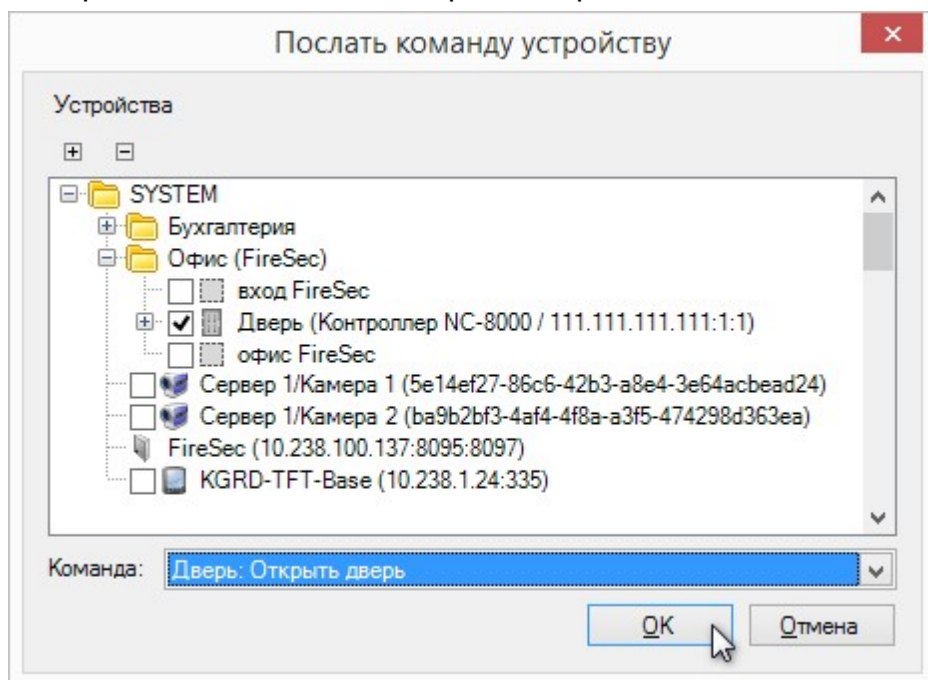 Послать команду устройству
Устройства
SYSTEM
Бухгалтерия
Офис (FireSec)
вход FireSec
Дверь (Контроллер NC-8000 / 111.111.111.111:1:1)
офис FireSec
Сервер 1/Камера 1 (5e14ef27-86c6-42b3-a8e4-3e64acbead24)
Сервер 1/Камера 2 (ba9b2bf3-4af4-4f8a-a3f5-474298d363ea)
FireSec (10.238.100.137:8095:8097)
KGRD-TFT-Base (10.238.1.24:335)
Команда: Дверь: Открыть дверь
OK Отмена